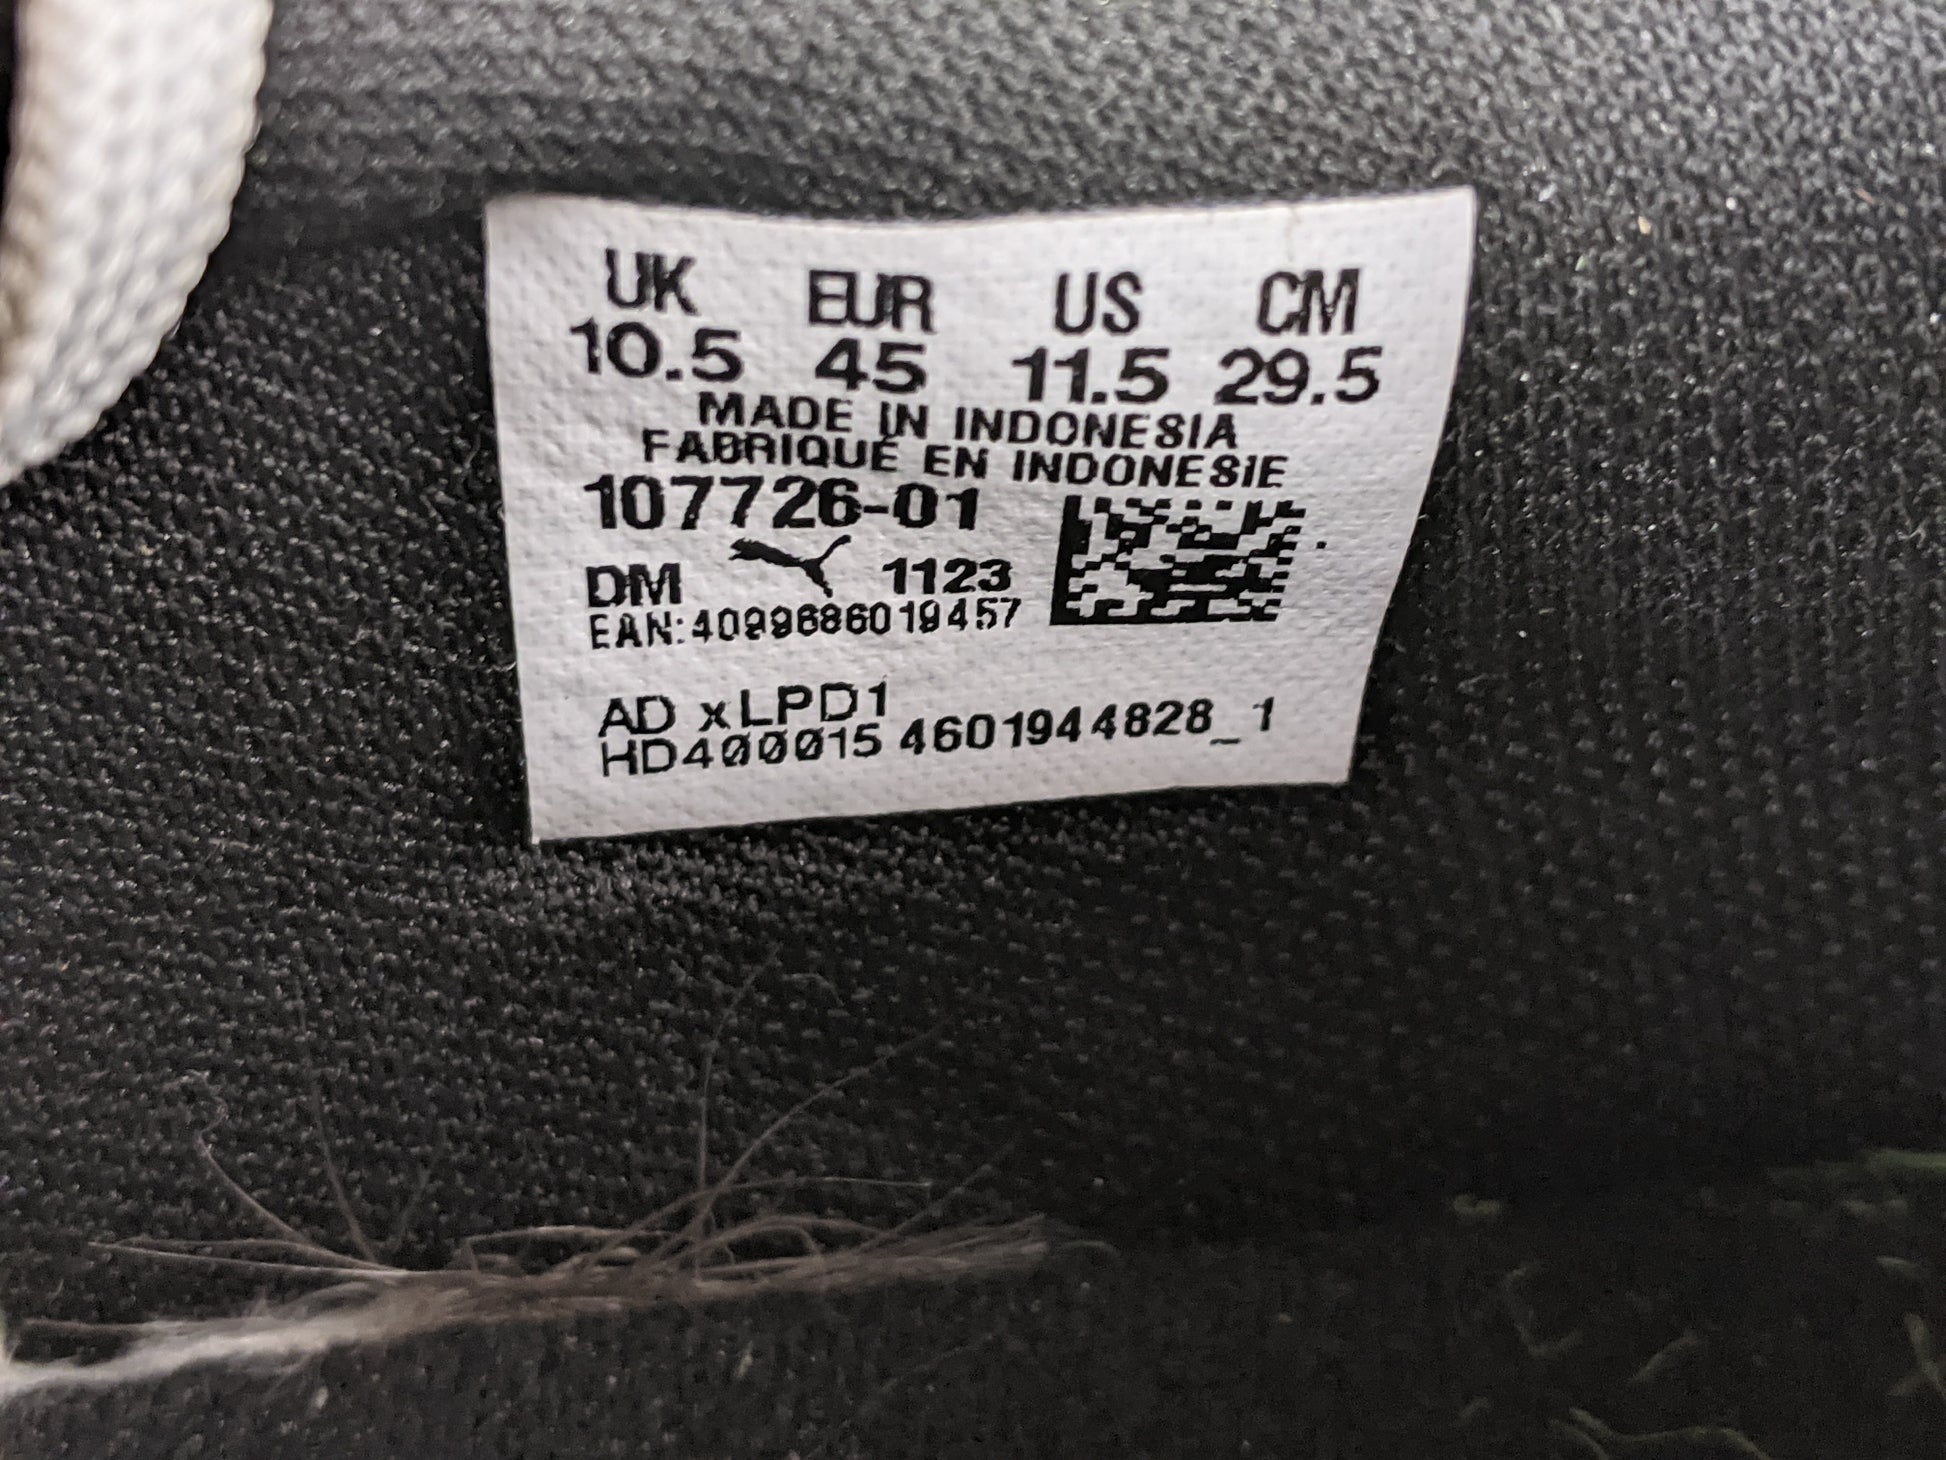 UK EUR US CM
10.5 45 11.5 29.5
MADE IN INDONESIA
FABRIQUÉ EN INDONESIE
107726-01
DM 1123
EAN:4099686019457
AD xLPD1
HD400015 4601944828_1